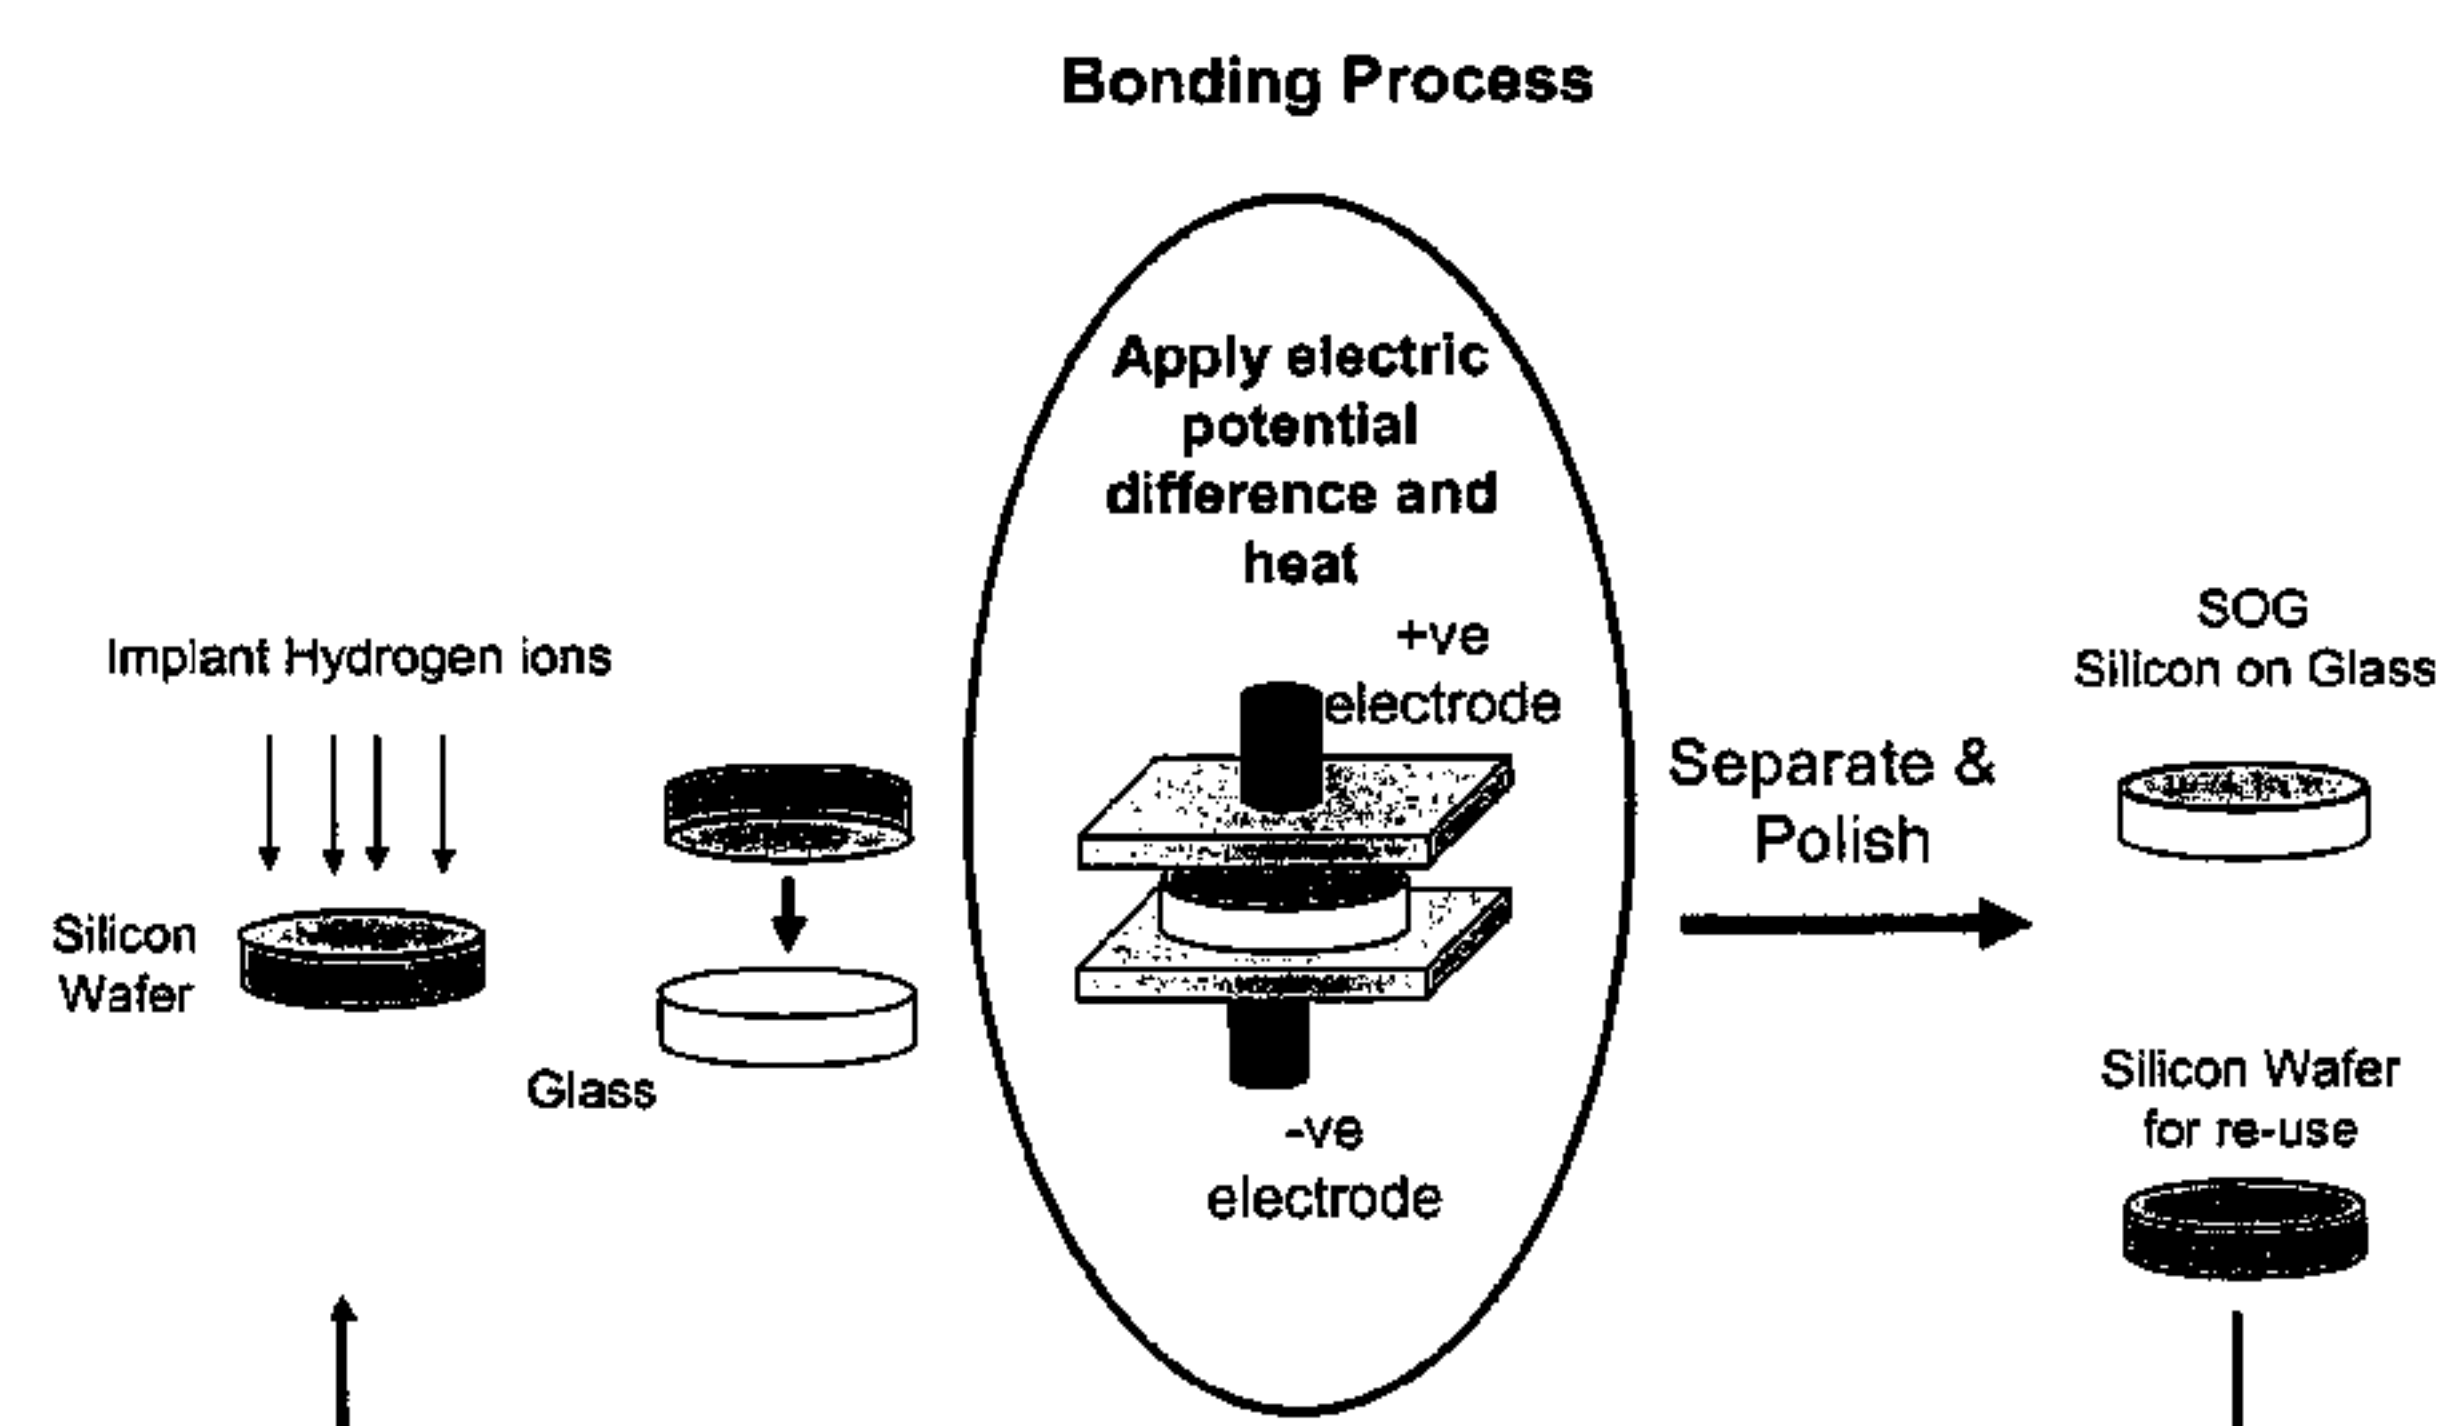 Bonding Process
Apply electric
potential
difference and
heat
+ve
electrode
-ve
electrode
Implant Hydrogen ions
Silicon
Wafer
Glass
Separate &
Polish
SOG
Silicon on Glass
Silicon Wafer
for re-use